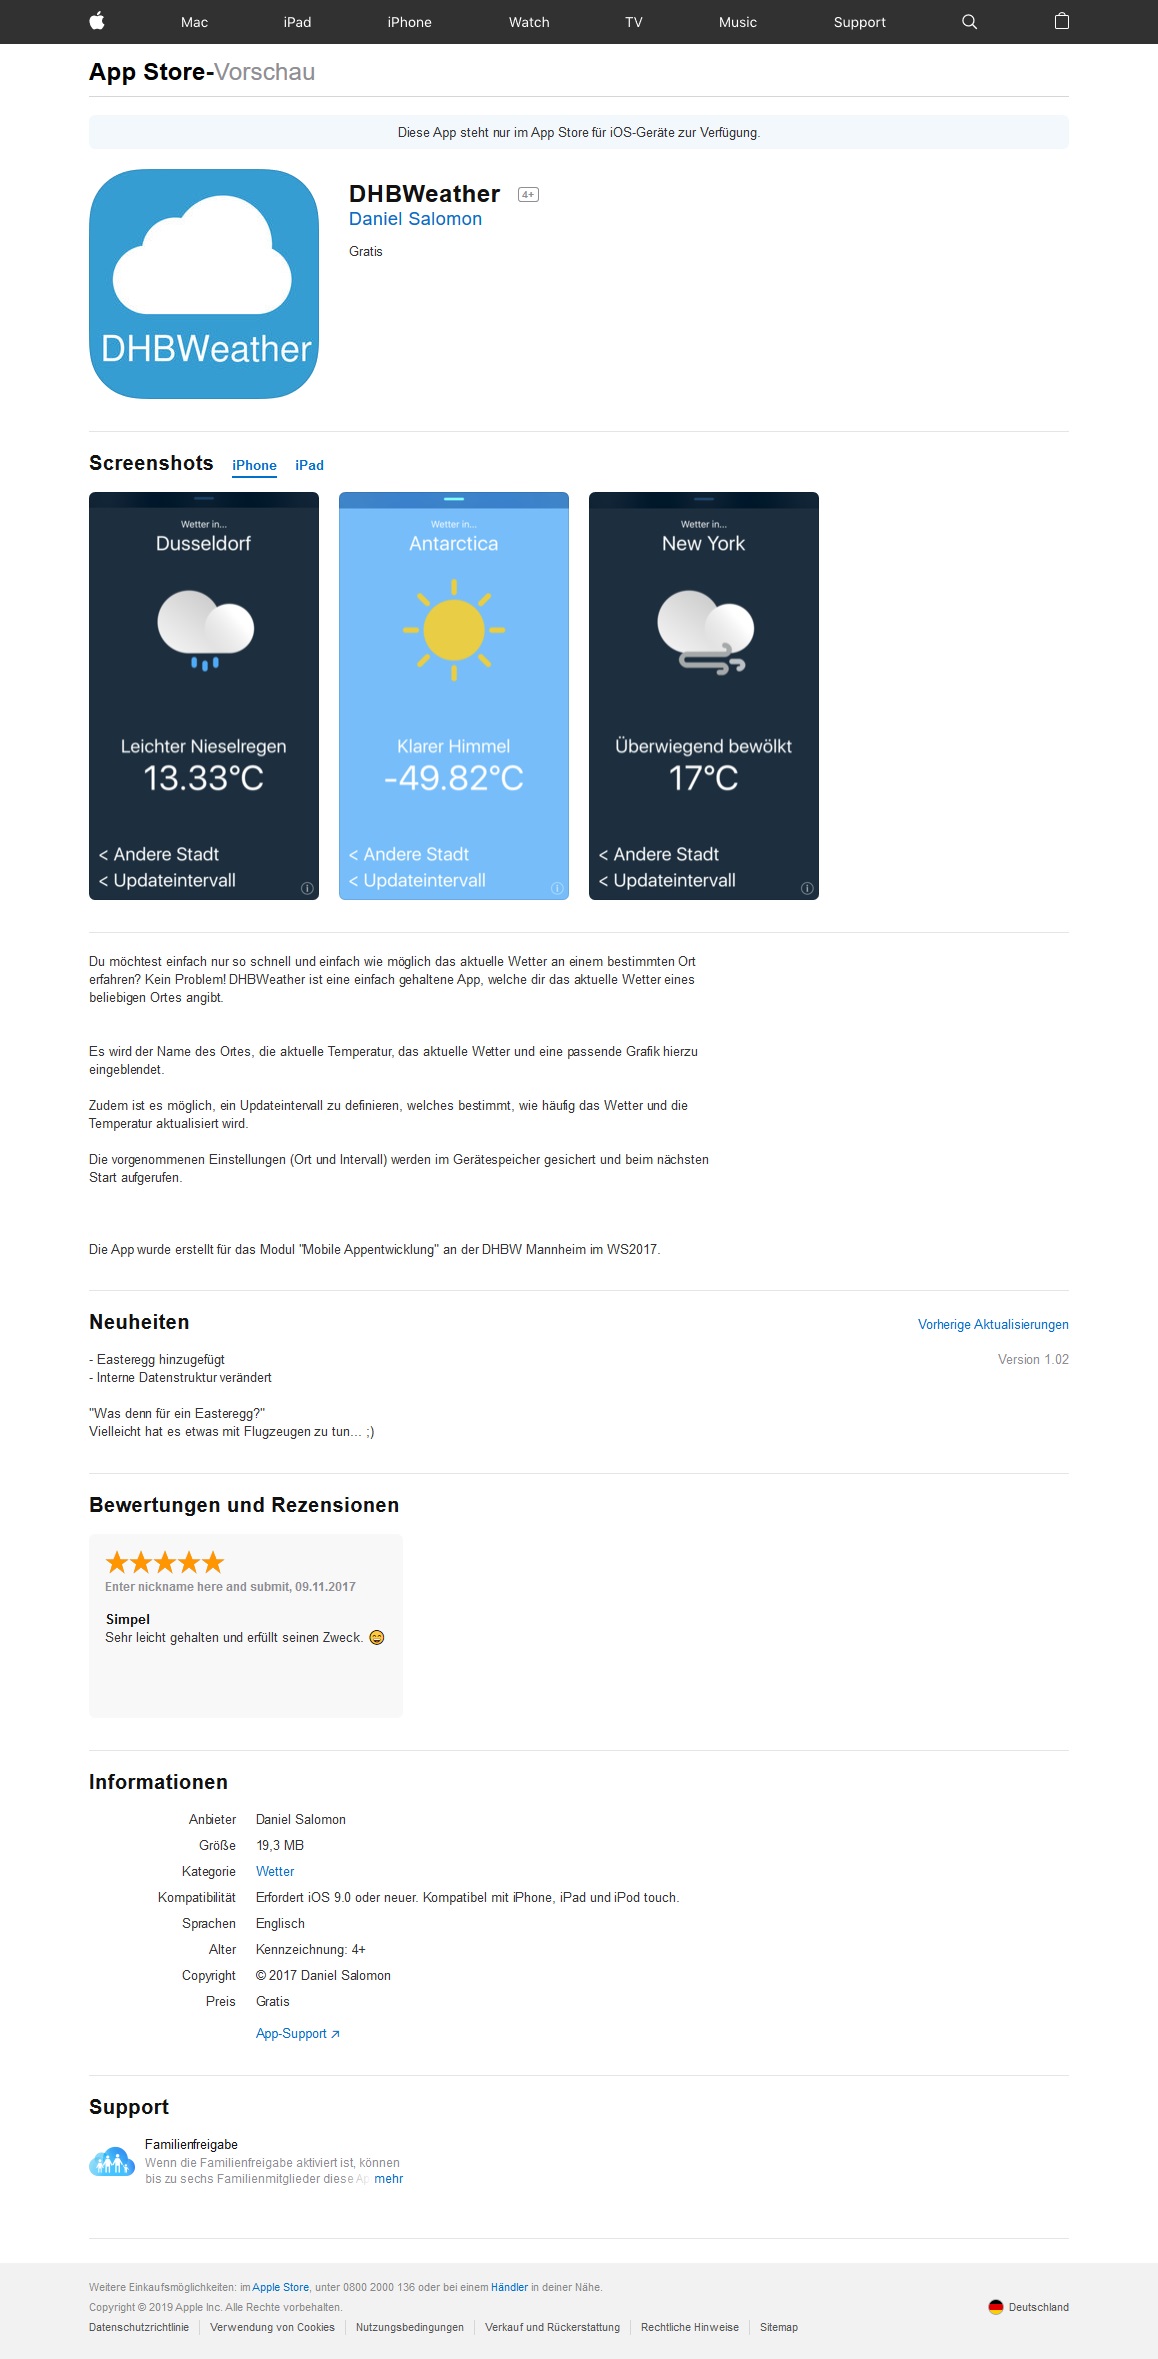 Mac iPad iPhone Watch TV Music Support
App Store-Vorschau
Diese App steht nur im App Store für iOS-Geräte zur Verfügung.
DHBWeather
DHBWeather 4+
Daniel Salomon
Gratis
Screenshots iPhone iPad
Wetter in...
Dusseldorf
Leichter Nieselregen
13.33°C
< Andere Stadt
< Updateintervall
Wetter in...
Antarctica
Klarer Himmel
-49.82°C
< Andere Stadt
< Updateintervall
Wetter in...
New York
Überwiegend bewölkt
17°C
< Andere Stadt
< Updateintervall
Du möchtest einfach nur so schnell und einfach wie möglich das aktuelle Wetter an einem bestimmten Ort
erfahren? Kein Problem! DHBWeather ist eine einfach gehaltene App, welche dir das aktuelle Wetter eines
beliebigen Ortes angibt.
Es wird der Name des Ortes, die aktuelle Temperatur, das aktuelle Wetter und eine passende Grafik hierzu
eingeblendet.
Zudem ist es möglich, ein Updateintervall zu definieren, welches bestimmt, wie häufig das Wetter und die
Temperatur aktualisiert wird.
Die vorgenommenen Einstellungen (Ort und Intervall) werden im Gerätespeicher gesichert und beim nächsten
Start aufgerufen.
Die App wurde erstellt für das Modul "Mobile Appentwicklung" an der DHBW Mannheim im WS2017.
Neuheiten
Vorherige Aktualisierungen
- Easteregg hinzugefügt
Version 1.02
- Interne Datenstruktur verändert
"Was denn für ein Easteregg?"
Vielleicht hat es etwas mit Flugzeugen zu tun... ;)
Bewertungen und Rezensionen
Enter nickname here and submit, 09.11.2017
Simpel
Sehr leicht gehalten und erfüllt seinen Zweck. 😄
Informationen
Anbieter Daniel Salomon
Größe 19,3 MB
Kategorie Wetter
Kompatibilität Erfordert iOS 9.0 oder neuer. Kompatibel mit iPhone, iPad und iPod touch.
Sprachen Englisch
Alter Kennzeichnung: 4+
Copyright © 2017 Daniel Salomon
Preis Gratis
App-Support ↗
Support
Familienfreigabe
Wenn die Familienfreigabe aktiviert ist, können
bis zu sechs Familienmitglieder diese Ap mehr
Weitere Einkaufsmöglichkeiten: im Apple Store, unter 0800 2000 136 oder bei einem Händler in deiner Nähe.
Copyright © 2019 Apple Inc. Alle Rechte vorbehalten.
Deutschland
Datenschutzrichtlinie Verwendung von Cookies Nutzungsbedingungen Verkauf und Rückerstattung Rechtliche Hinweise Sitemap